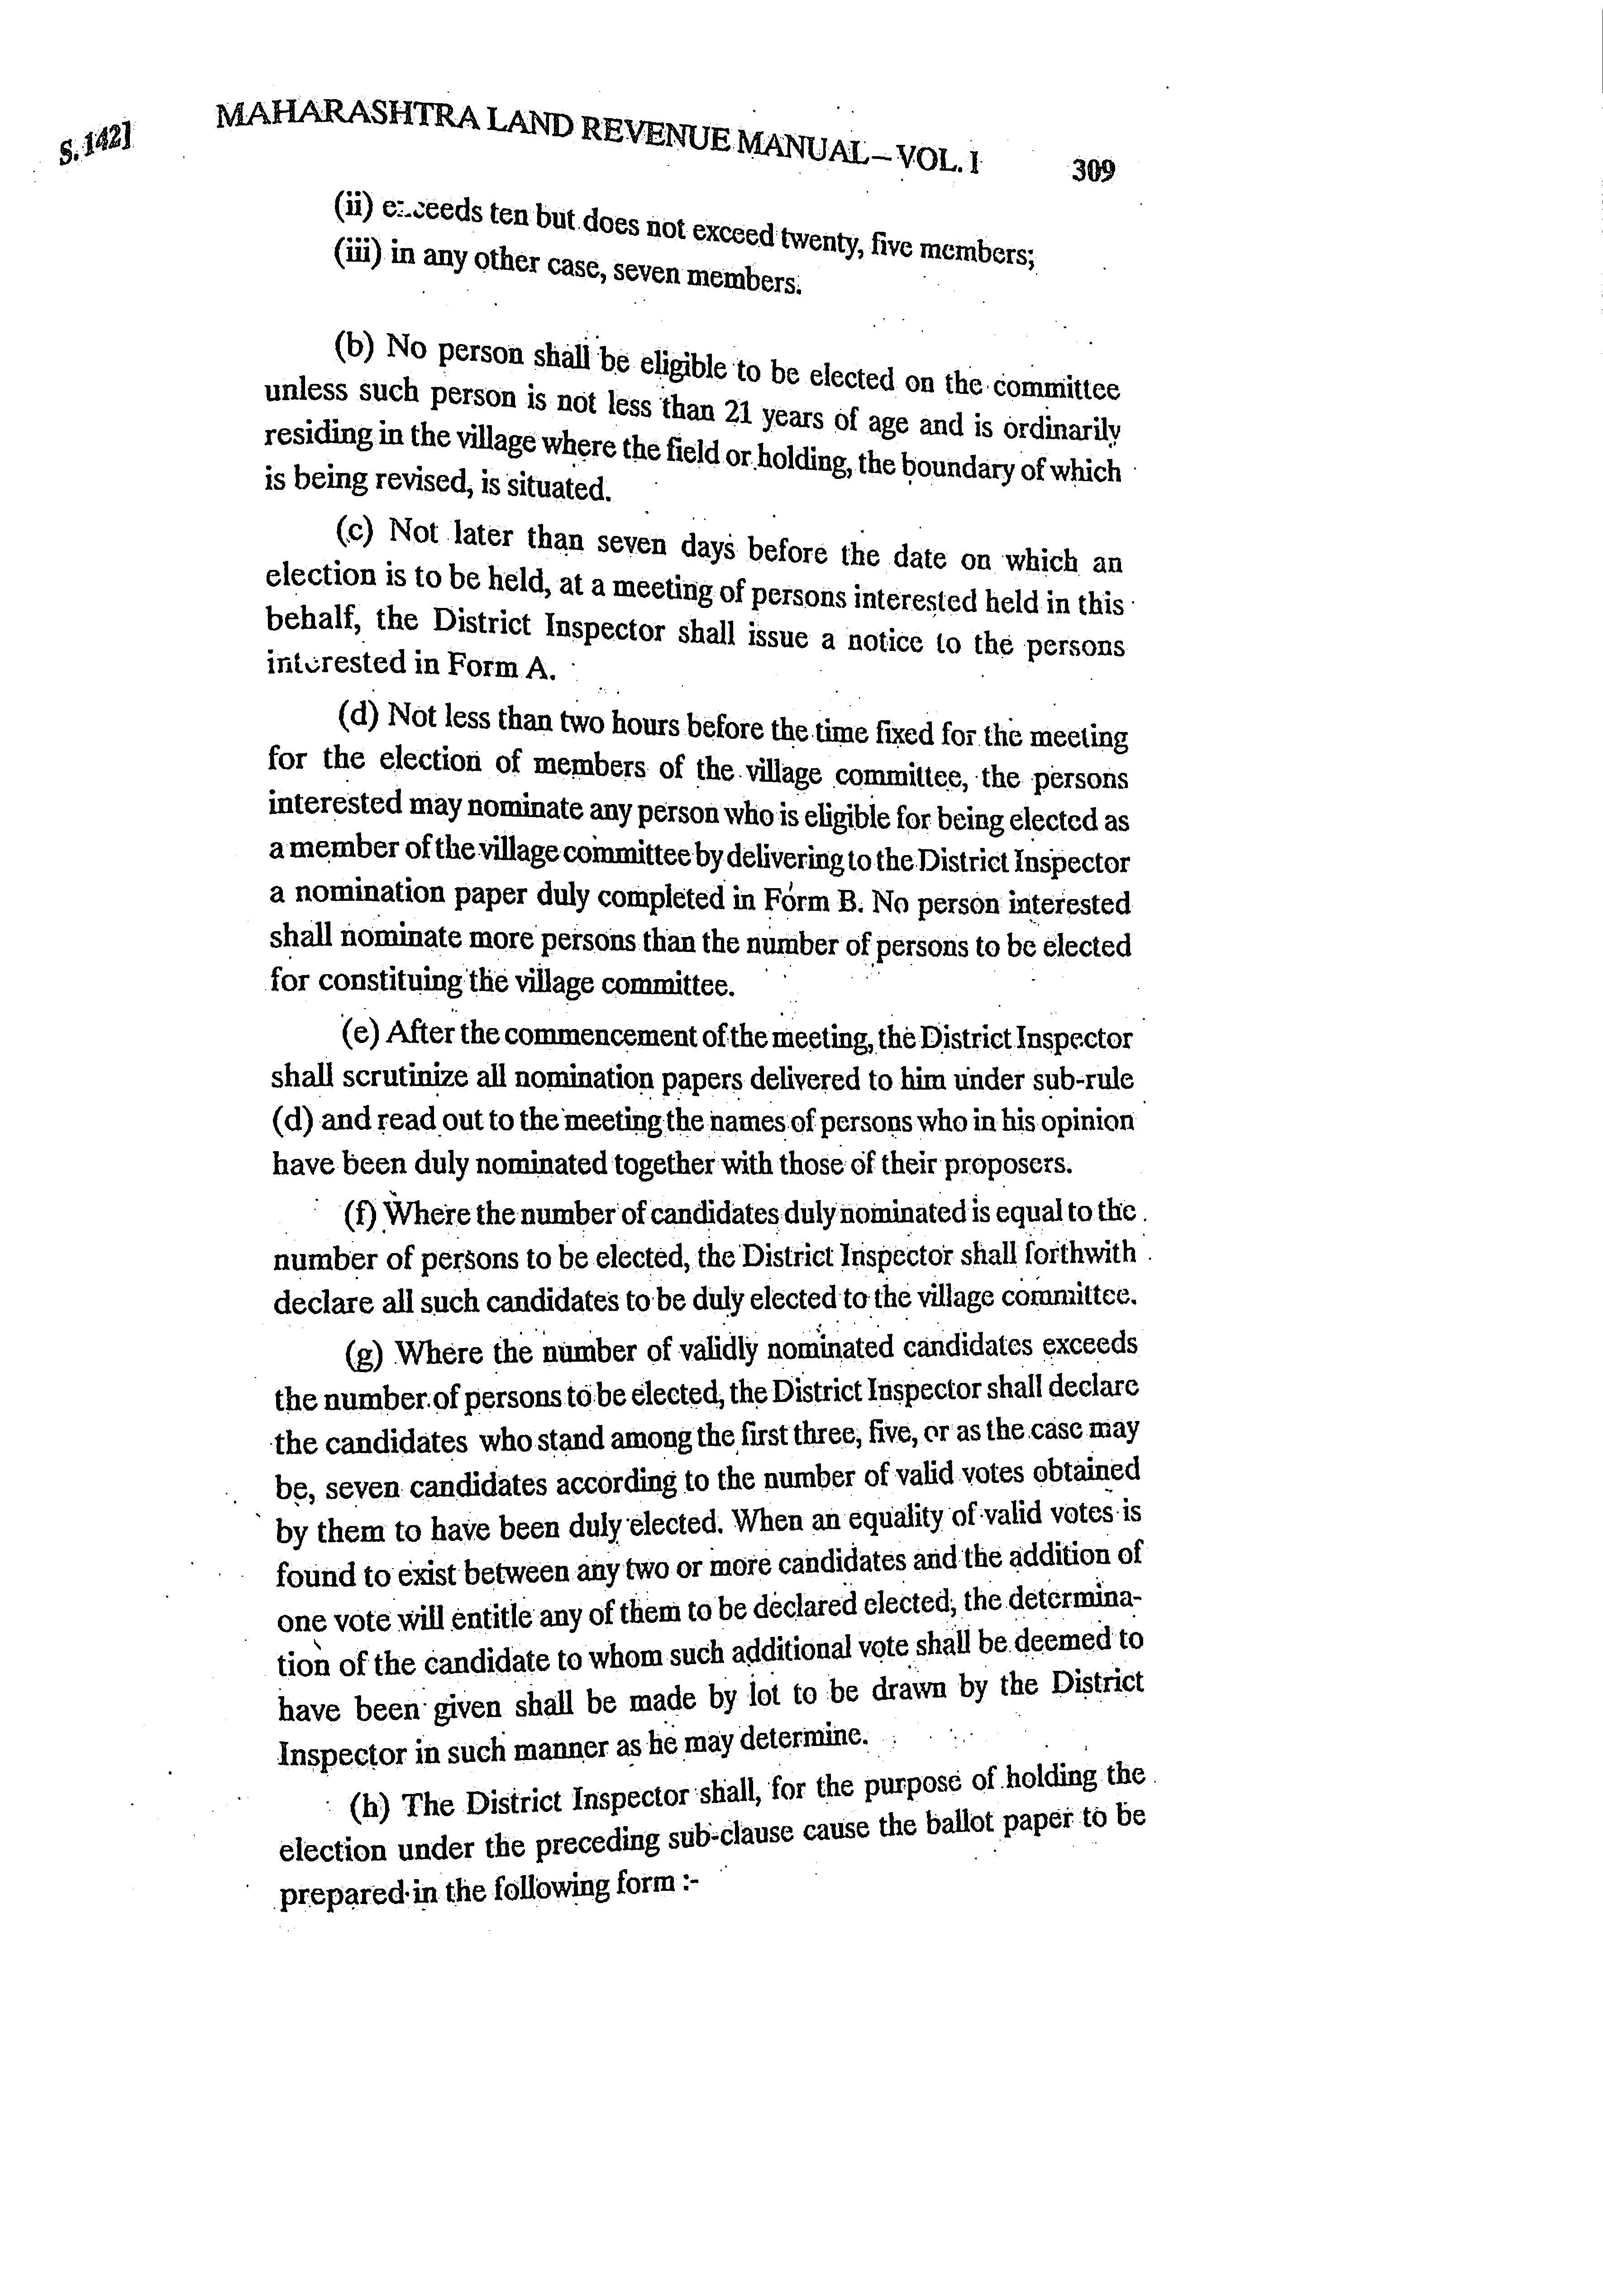 S. 142]
MAHARASHTRA LAND REVENUE MANUAL – VOL. I
309
(ii) exceeds ten but does not exceed twenty, five members;
(iii) in any other case, seven members.
(b) No person shall be eligible to be elected on the committee
unless such person is not less than 21 years of age and is ordinarily
residing in the village where the field or holding, the boundary of which
is being revised, is situated.
(c) Not later than seven days before the date on which an
election is to be held, at a meeting of persons interested held in this
behalf, the District Inspector shall issue a notice to the persons
interested in Form A.
(d) Not less than two hours before the time fixed for the meeting
for the election of members of the village committee, the persons
interested may nominate any person who is eligible for being elected as
a member of the village committee by delivering to the District Inspector
a nomination paper duly completed in Form B. No person interested
shall nominate more persons than the number of persons to be elected
for constituing the village committee.
(e) After the commencement of the meeting, the District Inspector
shall scrutinize all nomination papers delivered to him under sub-rule
(d) and read out to the meeting the names of persons who in his opinion
have been duly nominated together with those of their proposers.
(f) Where the number of candidates duly nominated is equal to the
number of persons to be elected, the District Inspector shall forthwith
declare all such candidates to be duly elected to the village committee.
(g) Where the number of validly nominated candidates exceeds
the number of persons to be elected, the District Inspector shall declare
the candidates who stand among the first three, five, or as the case may
be, seven candidates according to the number of valid votes obtained
by them to have been duly elected. When an equality of valid votes is
found to exist between any two or more candidates and the addition of
one vote will entitle any of them to be declared elected, the determina-
tion of the candidate to whom such additional vote shall be deemed to
have been given shall be made by lot to be drawn by the District
Inspector in such manner as he may determine.
(h) The District Inspector shall, for the purpose of holding the
election under the preceding sub-clause cause the ballot paper to be
prepared in the following form :-